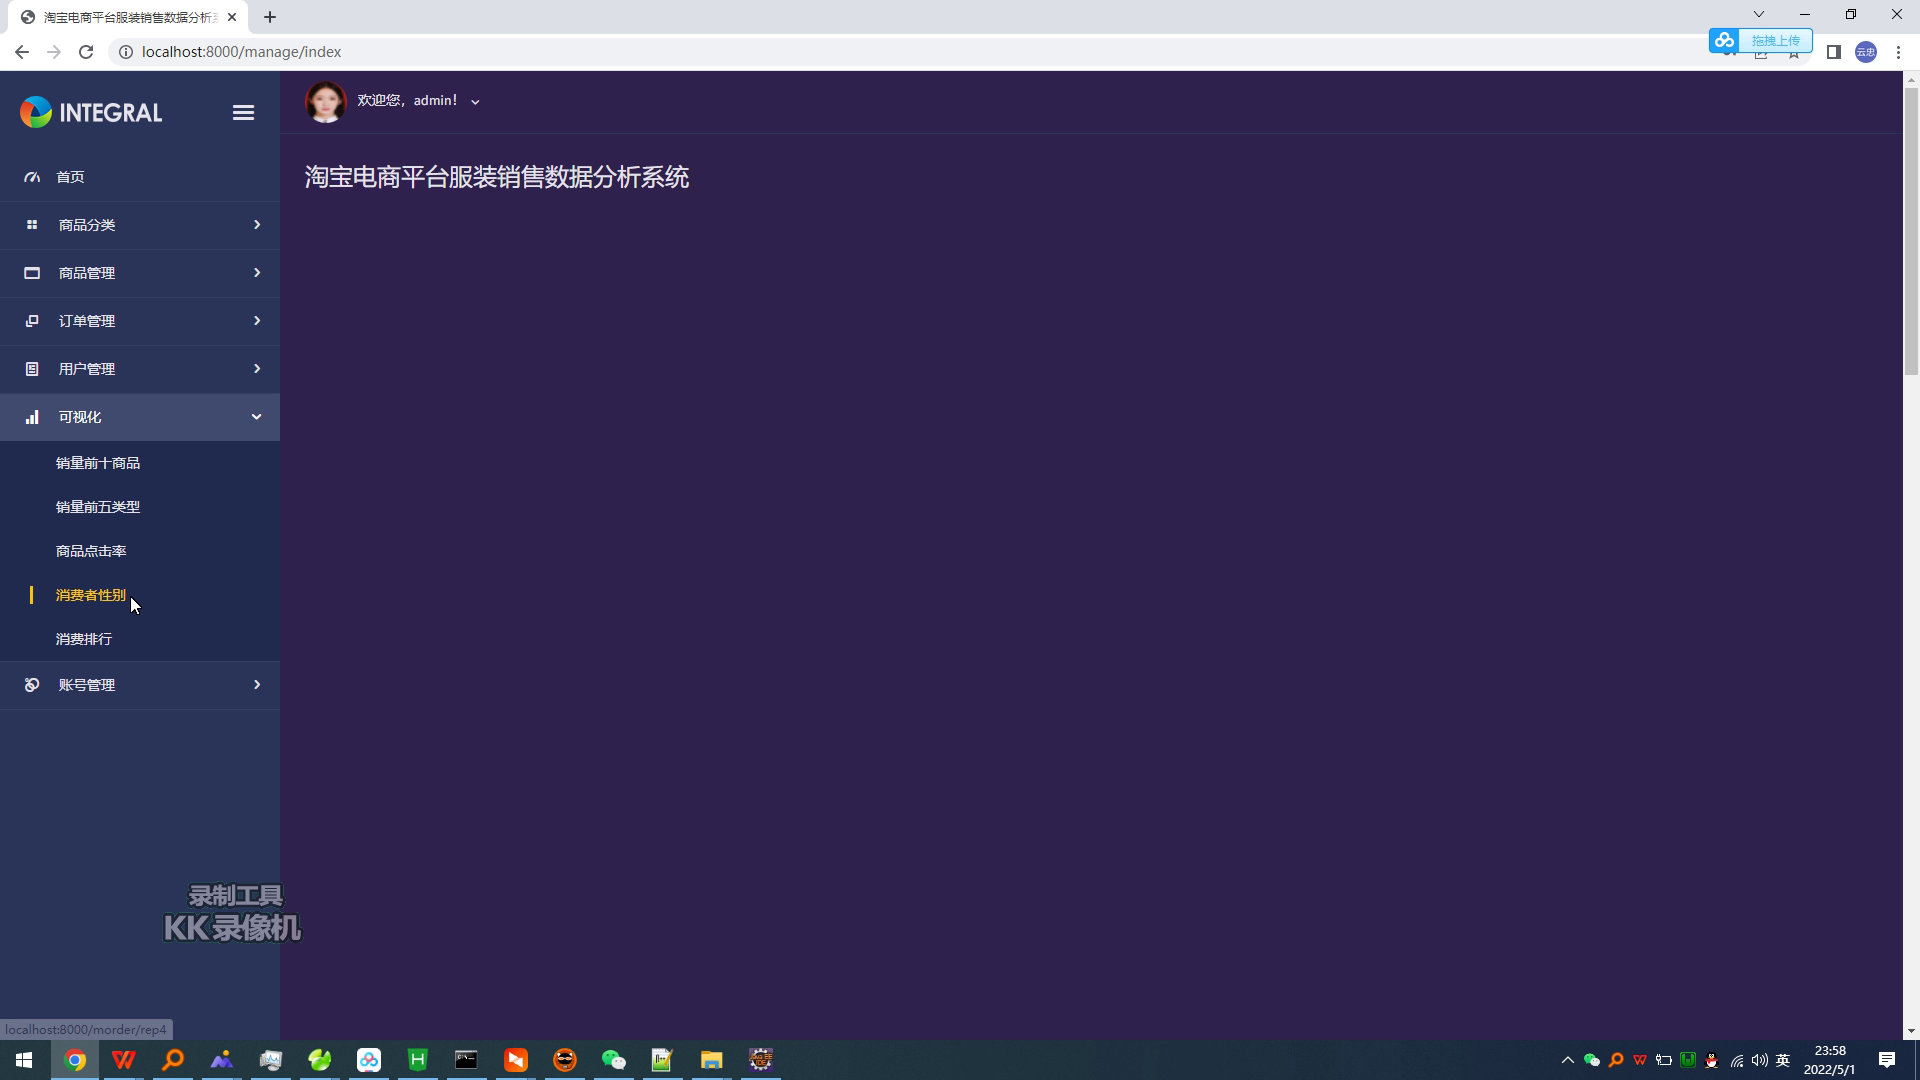 淘宝电商平台服装销售数据分析
localhost:8000/manage/index
拖拽上传
云忠
INTEGRAL
欢迎您，admin!
淘宝电商平台服装销售数据分析系统
首页
商品分类
商品管理
订单管理
用户管理
可视化
销量前十商品
销量前五类型
商品点击率
消费者性别
消费排行
账号管理
录制工具
KK 录像机
localhost:8000/morder/rep4
英
23:58
2022/5/1